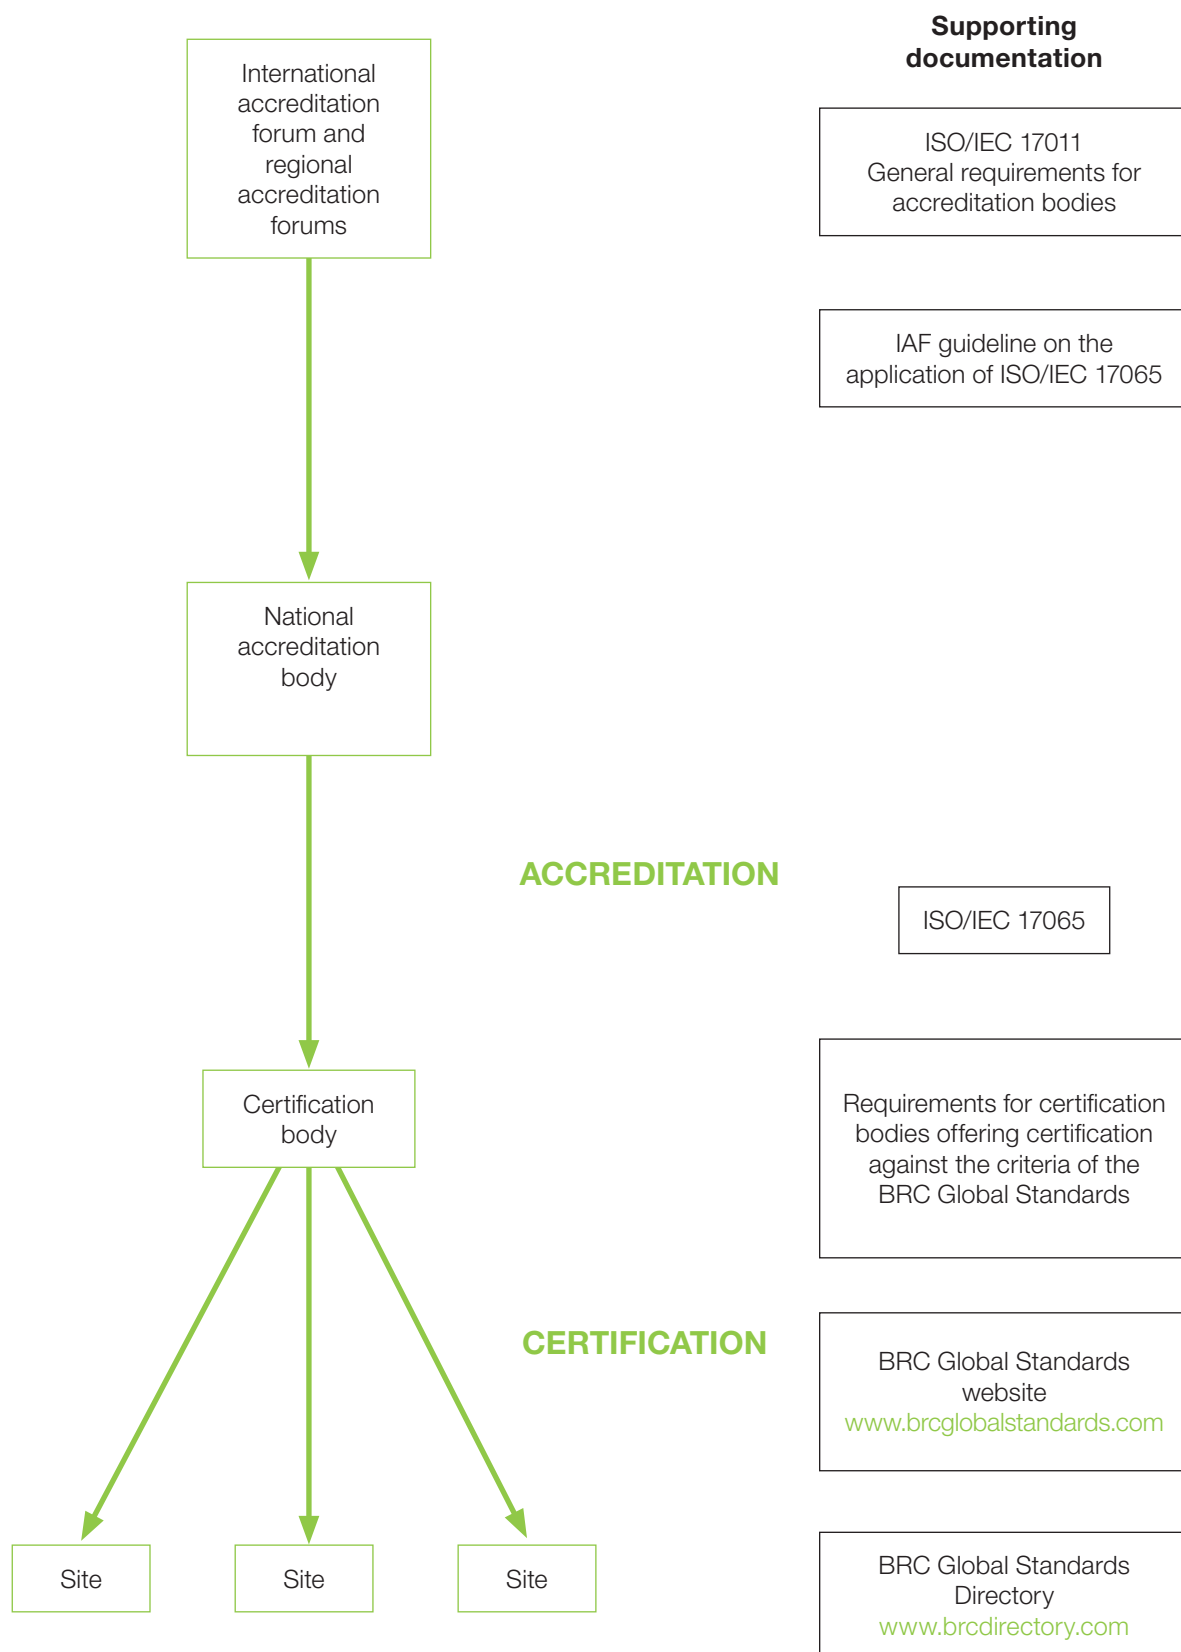 Supporting
documentation
International
accreditation
forum and
regional
accreditation
forums
ISO/IEC 17011
General requirements for
accreditation bodies
IAF guideline on the
application of ISO/IEC 17065
National
accreditation
body
ACCREDITATION
ISO/IEC 17065
Certification
body
Requirements for certification
bodies offering certification
against the criteria of the
BRC Global Standards
CERTIFICATION
BRC Global Standards
website
www.brcglobalstandards.com
Site
Site
Site
BRC Global Standards
Directory
www.brcdirectory.com